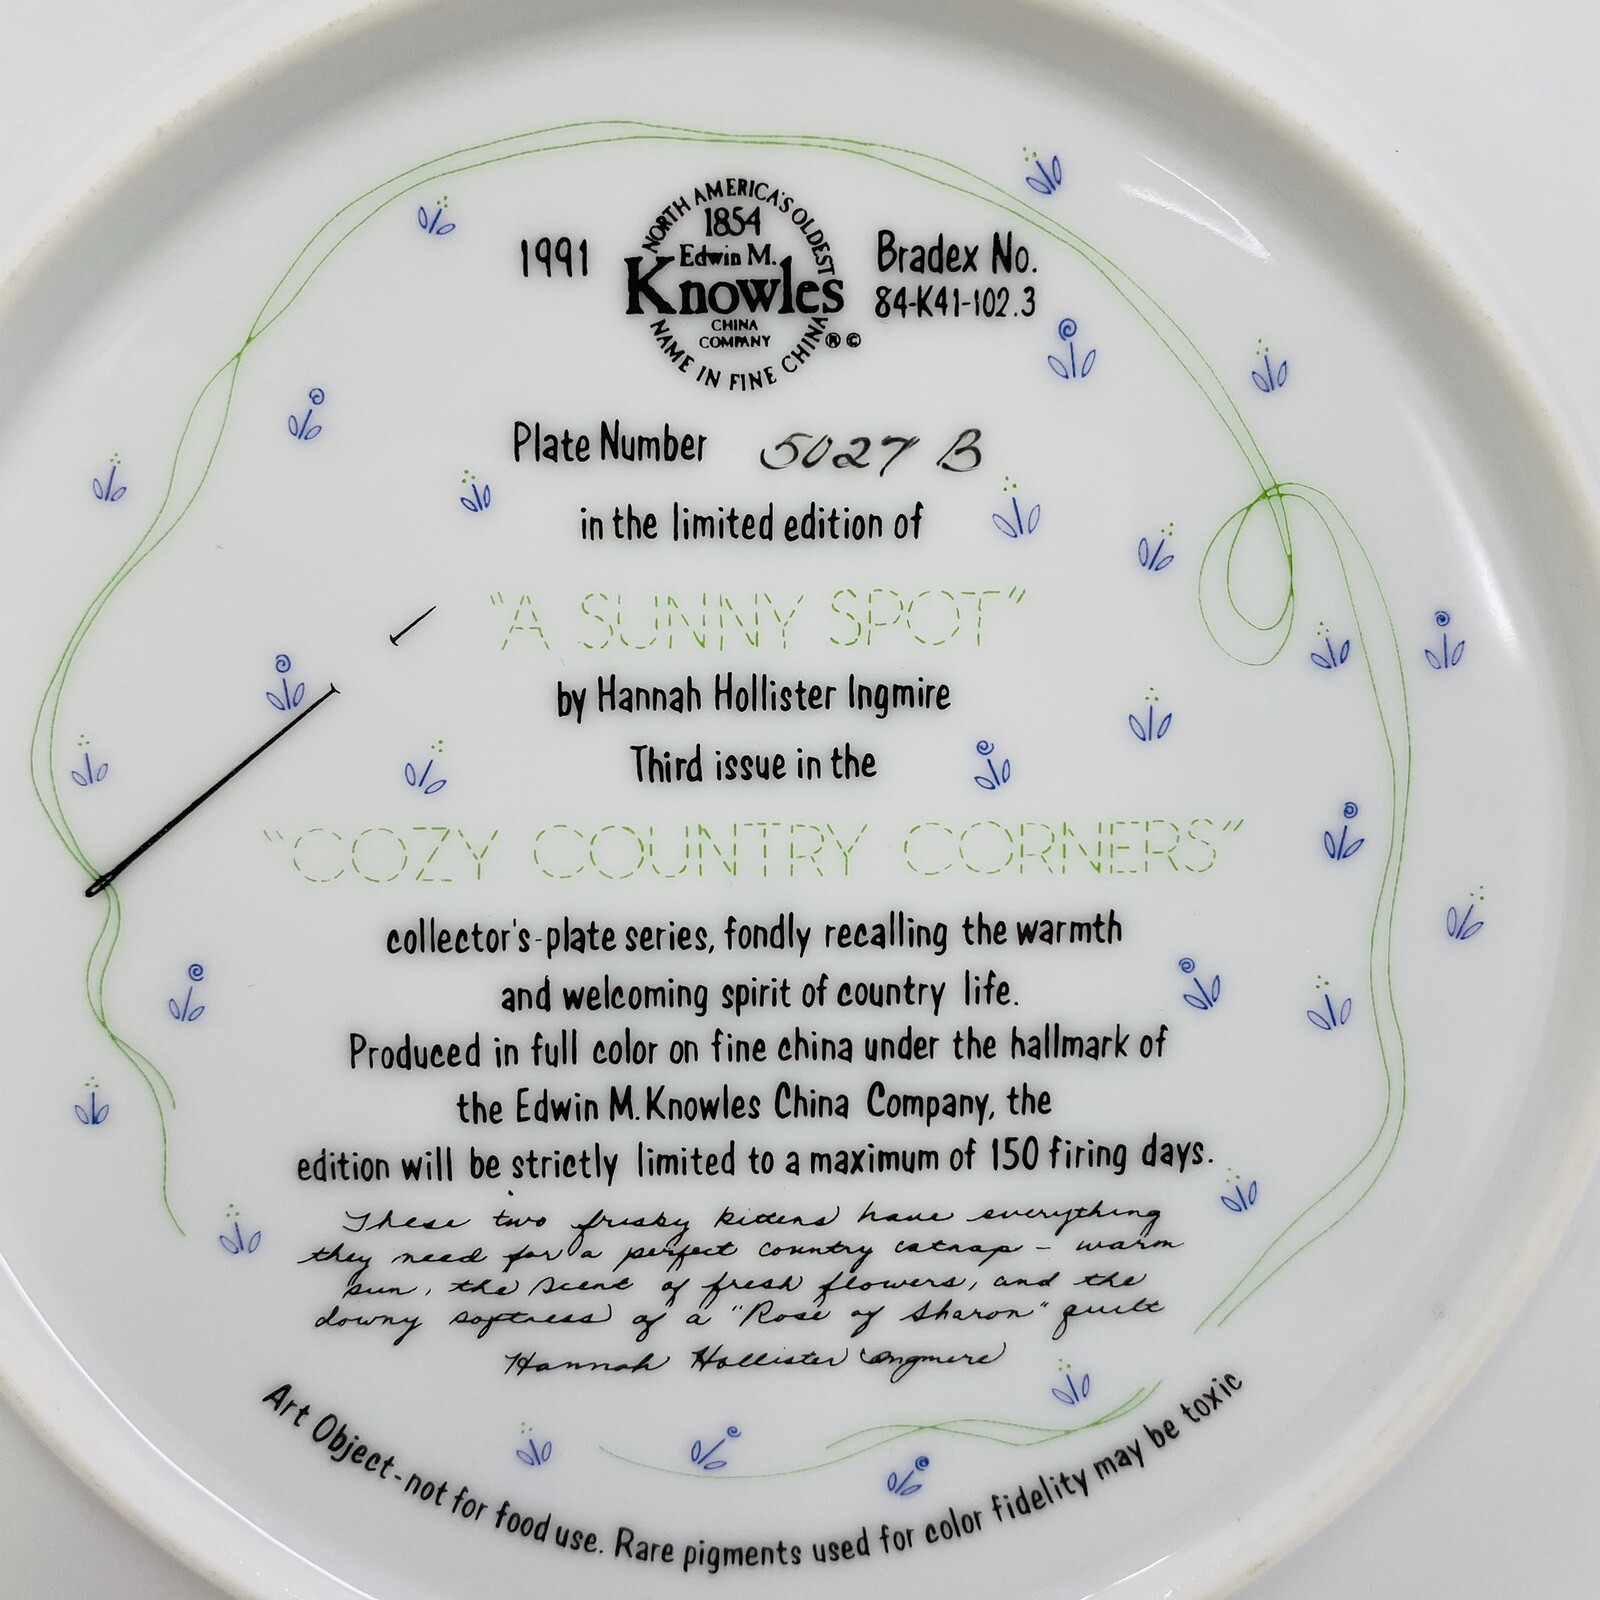 1991
NORTH AMERICA'S OLDEST
1854
Edwin M.
Knowles
CHINA
COMPANY
NAME IN FINE CHINA
®©
Bradex No.
84-K41-102.3
Plate Number 5027 B
in the limited edition of
"A SUNNY SPOT"
by Hannah Hollister Ingmire
Third issue in the
"COZY COUNTRY CORNERS"
collector's-plate series, fondly recalling the warmth
and welcoming spirit of country life.
Produced in full color on fine china under the hallmark of
the Edwin M. Knowles China Company, the
edition will be strictly limited to a maximum of 150 firing days.
These two frisky kittens have everything
they need for a perfect country catnap - warm
sun, the scent of fresh flowers, and the
downy softness of a "Rose of Sharon" quilt
Hannah Hollister Ingmire
Art Object-not for food use. Rare pigments used for color fidelity may be toxic